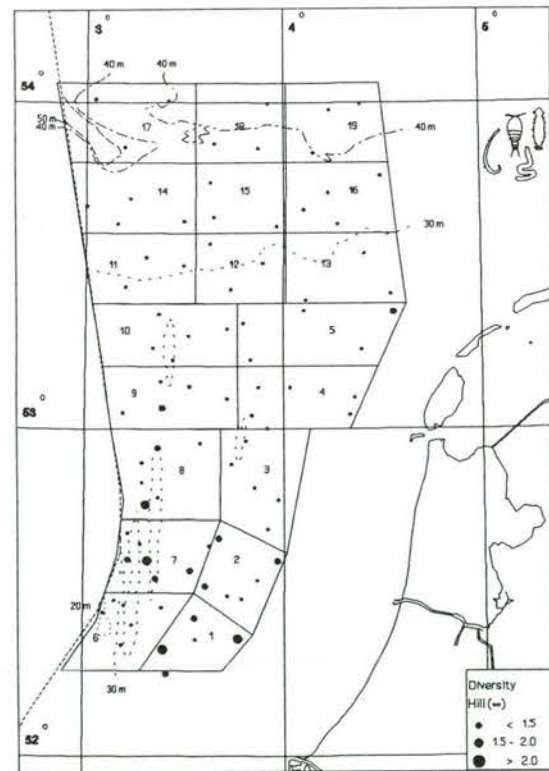 3° 4 5°
54° 40 m 40 m
50 m
40 m
17 18 19 40 m
14 15 16
30 m
11 12 13
10 5
9 4
53°
8 3
7 2
20 m
6 1
30 m
52°
Diversity
Hill (∞)
< 1.5
1.5 - 2.0
> 2.0